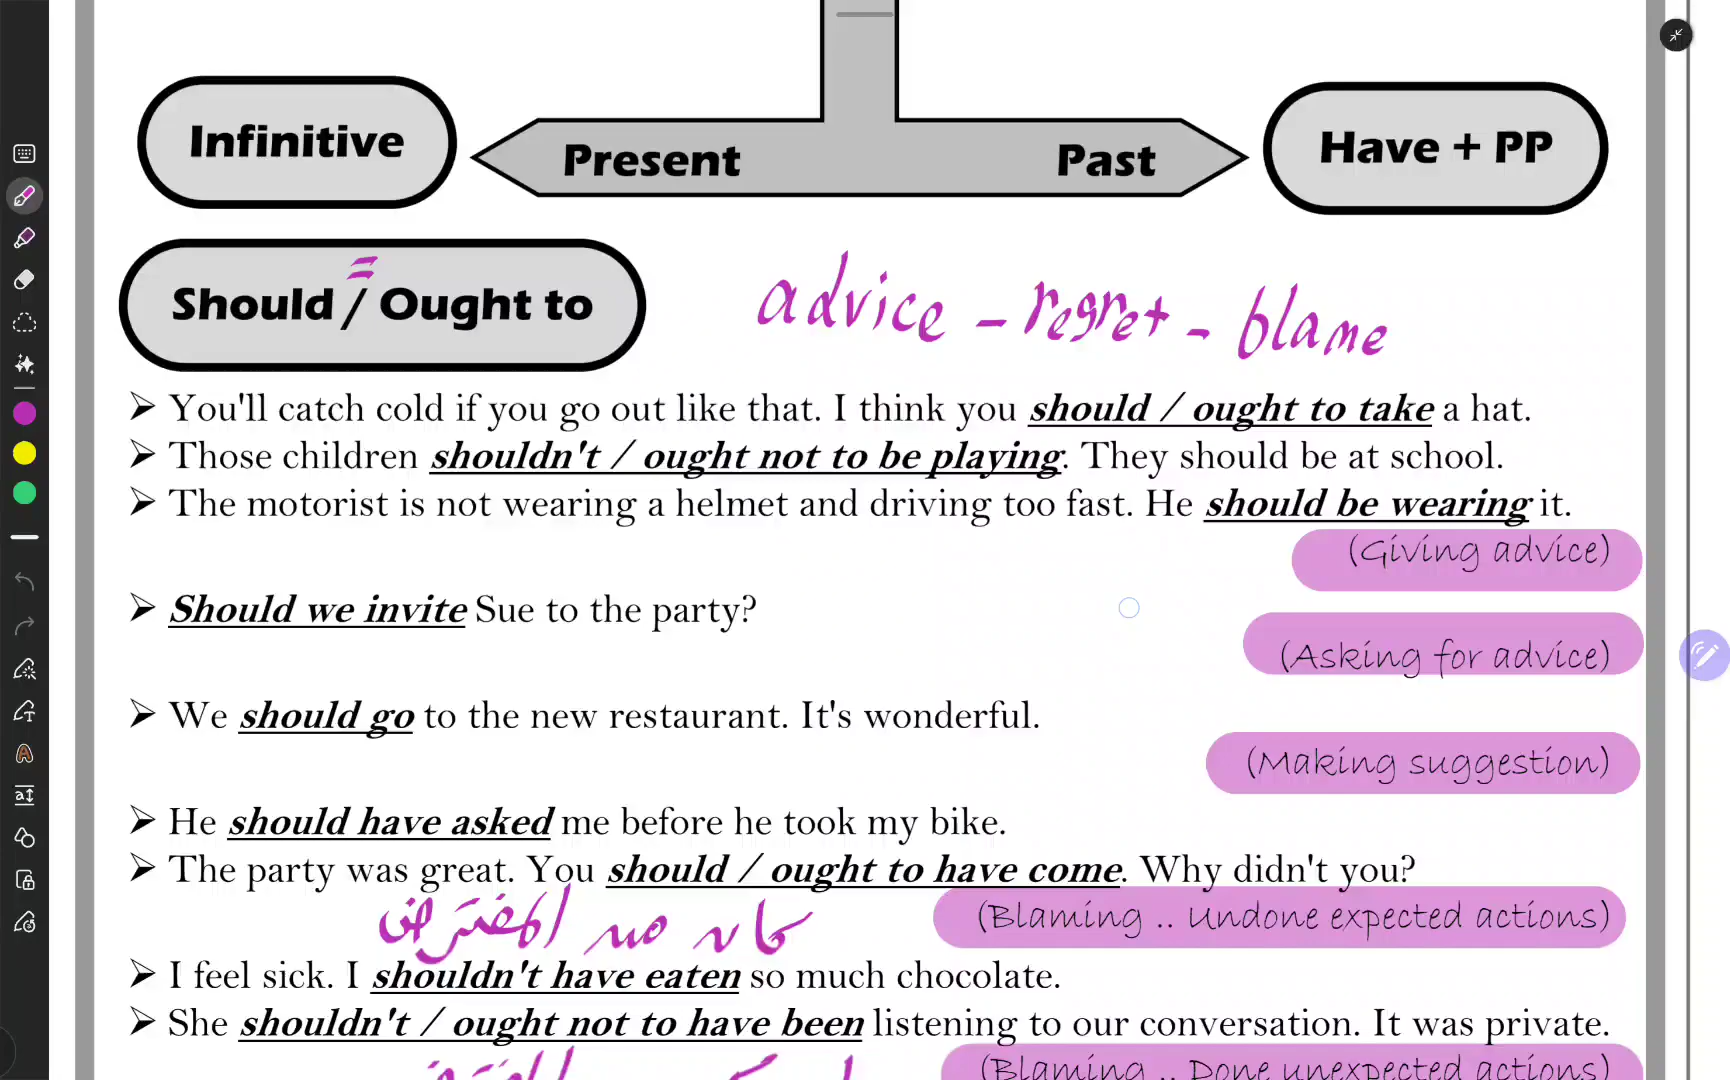 Infinitive
Present
Past
Have + PP
Should / Ought to
=
advice - regret - blame
➢ You'll catch cold if you go out like that. I think you should / ought to take a hat.
➢ Those children shouldn't / ought not to be playing. They should be at school.
➢ The motorist is not wearing a helmet and driving too fast. He should be wearing it.
(Giving advice)
➢ Should we invite Sue to the party?
(Asking for advice)
➢ We should go to the new restaurant. It's wonderful.
(Making suggestion)
➢ He should have asked me before he took my bike.
➢ The party was great. You should / ought to have come. Why didn't you?
كان من المفترض
(Blaming .. Undone expected actions)
➢ I feel sick. I shouldn't have eaten so much chocolate.
➢ She shouldn't / ought not to have been listening to our conversation. It was private.
(Blaming .. Done unexpected actions)